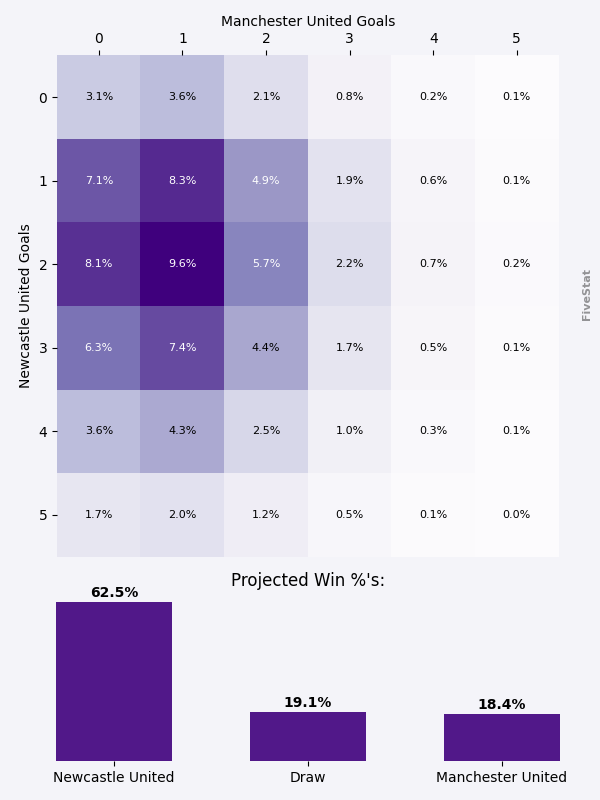 Manchester United Goals
0 1 2 3 4 5
0 3.1% 3.6% 2.1% 0.8% 0.2% 0.1%
1 7.1% 8.3% 4.9% 1.9% 0.6% 0.1%
2 8.1% 9.6% 5.7% 2.2% 0.7% 0.2%
3 6.3% 7.4% 4.4% 1.7% 0.5% 0.1%
4 3.6% 4.3% 2.5% 1.0% 0.3% 0.1%
5 1.7% 2.0% 1.2% 0.5% 0.1% 0.0%
Newcastle United Goals
FiveStat
Projected Win %'s:
62.5% 19.1% 18.4%
Newcastle United Draw Manchester United